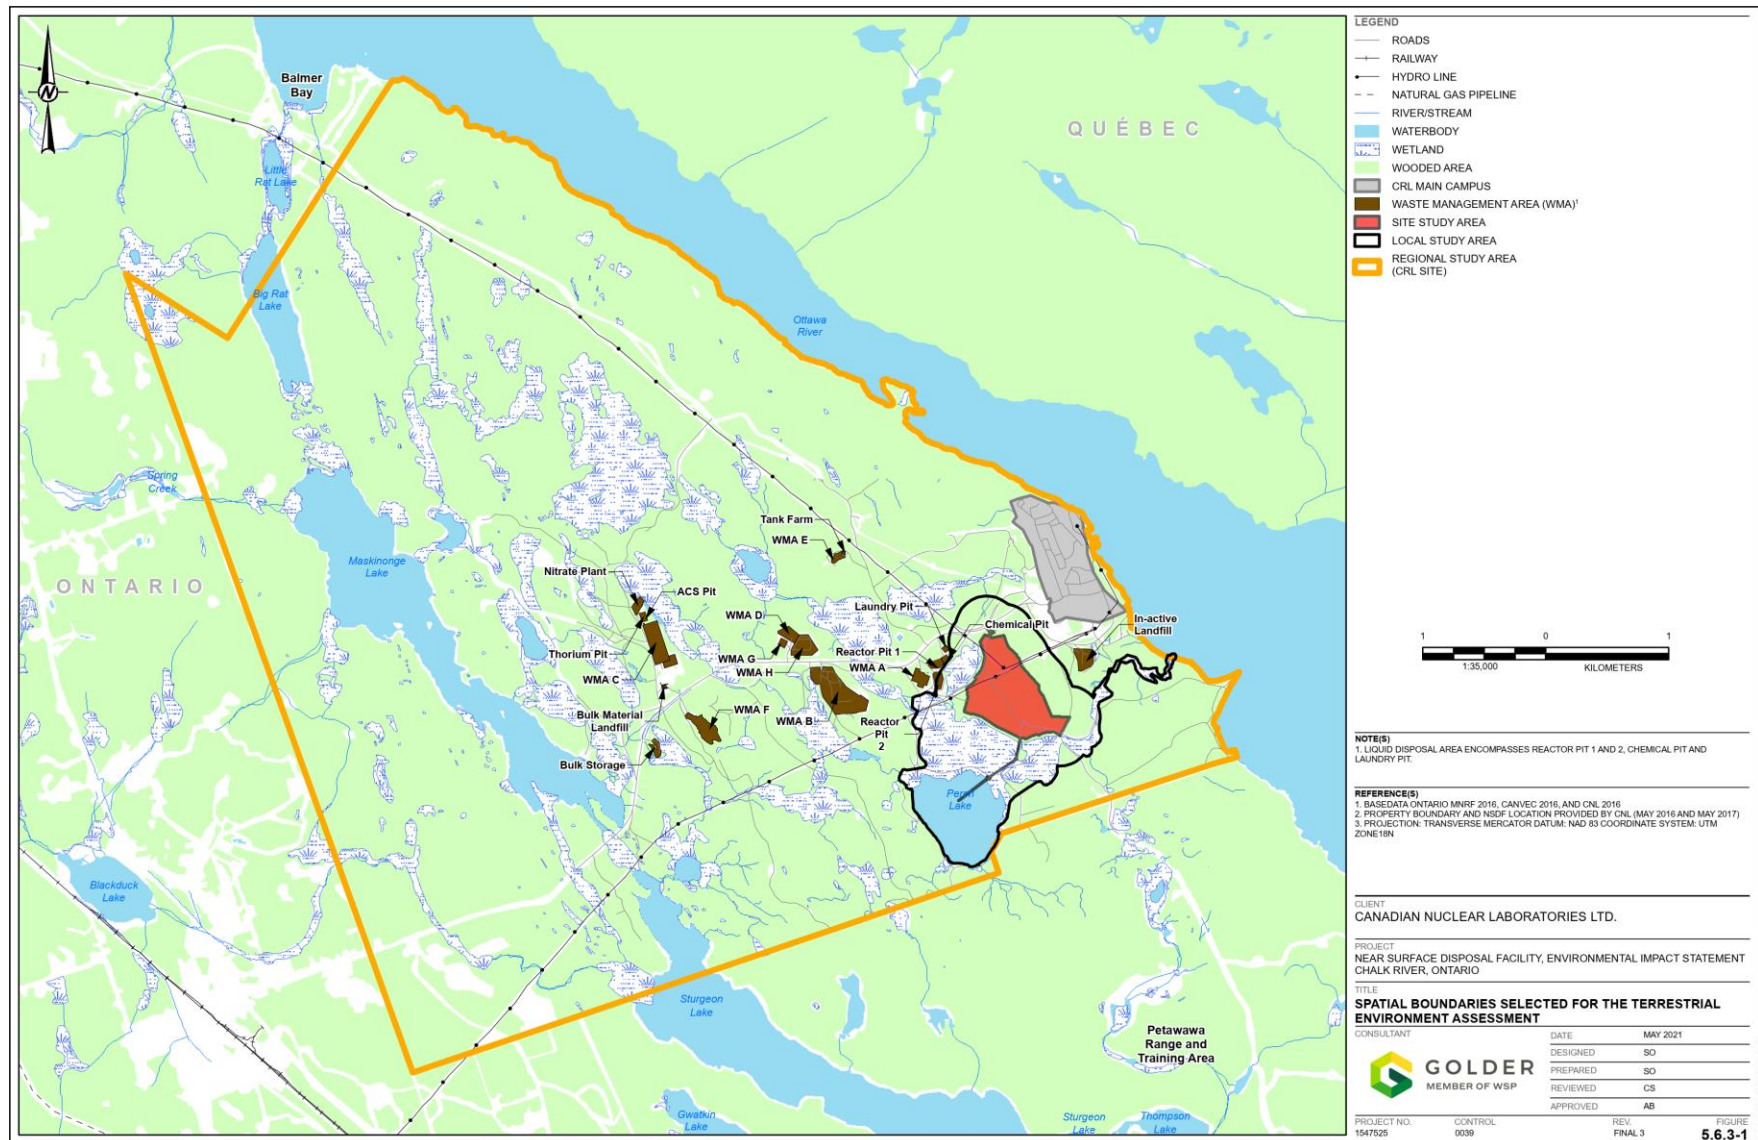 Balmer
Bay
Little
Rat Lake
Big Rat
Lake
QUÉBEC
Ottawa
River
Spring
Creek
ONTARIO
Maskinonge
Lake
Tank Farm
WMA E
Nitrate Plant
ACS Pit
WMA D
Laundry Pit
Chemical Pit
In-active
Landfill
Thorium Pit
WMA G
Reactor Pit 1
WMA C
WMA H
WMA A
Bulk Material
Landfill
WMA F
WMA B
Reactor
Pit
2
Bulk Storage
Perch
Lake
Blackduck
Lake
Sturgeon
Lake
Petawawa
Range and
Training Area
Gwatkin
Lake
Sturgeon
Lake
Thompson
Lake
N
LEGEND
ROADS
RAILWAY
HYDRO LINE
NATURAL GAS PIPELINE
RIVER/STREAM
WATERBODY
WETLAND
WOODED AREA
CRL MAIN CAMPUS
WASTE MANAGEMENT AREA (WMA)¹
SITE STUDY AREA
LOCAL STUDY AREA
REGIONAL STUDY AREA
(CRL SITE)
1 0 1
1:35,000 KILOMETERS
NOTE(S)
1. LIQUID DISPOSAL AREA ENCOMPASSES REACTOR PIT 1 AND 2, CHEMICAL PIT AND
LAUNDRY PIT.
REFERENCE(S)
1. BASEDATA ONTARIO MNRF 2016, CANVEC 2016, AND CNL 2016
2. PROPERTY BOUNDARY AND NSDF LOCATION PROVIDED BY CNL (MAY 2016 AND MAY 2017)
3. PROJECTION: TRANSVERSE MERCATOR DATUM: NAD 83 COORDINATE SYSTEM: UTM
ZONE18N
CLIENT
CANADIAN NUCLEAR LABORATORIES LTD.
PROJECT
NEAR SURFACE DISPOSAL FACILITY, ENVIRONMENTAL IMPACT STATEMENT
CHALK RIVER, ONTARIO
TITLE
SPATIAL BOUNDARIES SELECTED FOR THE TERRESTRIAL
ENVIRONMENT ASSESSMENT
CONSULTANT
GOLDER
MEMBER OF WSP
DATE MAY 2021
DESIGNED SO
PREPARED SO
REVIEWED CS
APPROVED AB
PROJECT NO. CONTROL REV. FIGURE
1547525 0039 FINAL 3 5.6.3-1